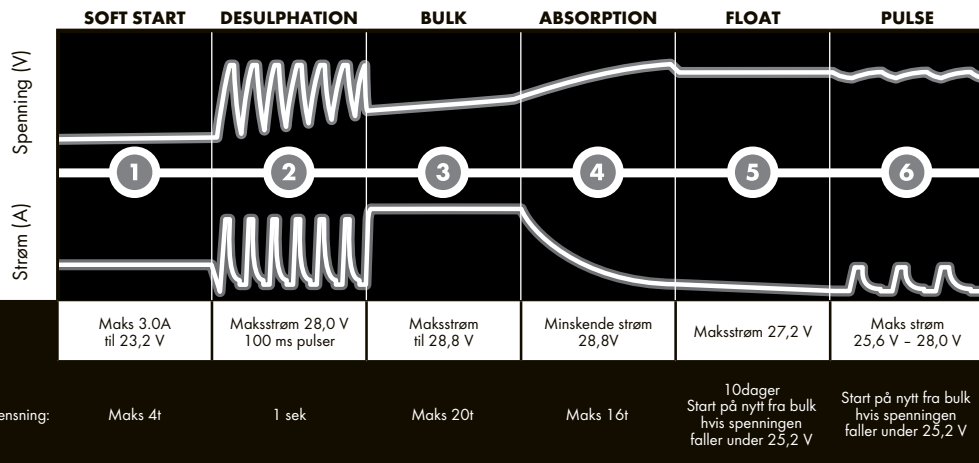 SOFT START
DESULPHATION
BULK
ABSORPTION
FLOAT
PULSE
Spenning (V)
1
2
3
4
5
6
Strøm (A)
Maks 3.0A
til 23,2 V
Maksstrøm 28,0 V
100 ms pulser
Maksstrøm
til 28,8 V
Minskende strøm
28,8V
Maksstrøm 27,2 V
Maks strøm
25,6 V – 28,0 V
ensning:
Maks 4t
1 sek
Maks 20t
Maks 16t
10dager
Start på nytt fra bulk
hvis spenningen
faller under 25,2 V
Start på nytt fra bulk
hvis spenningen
faller under 25,2 V